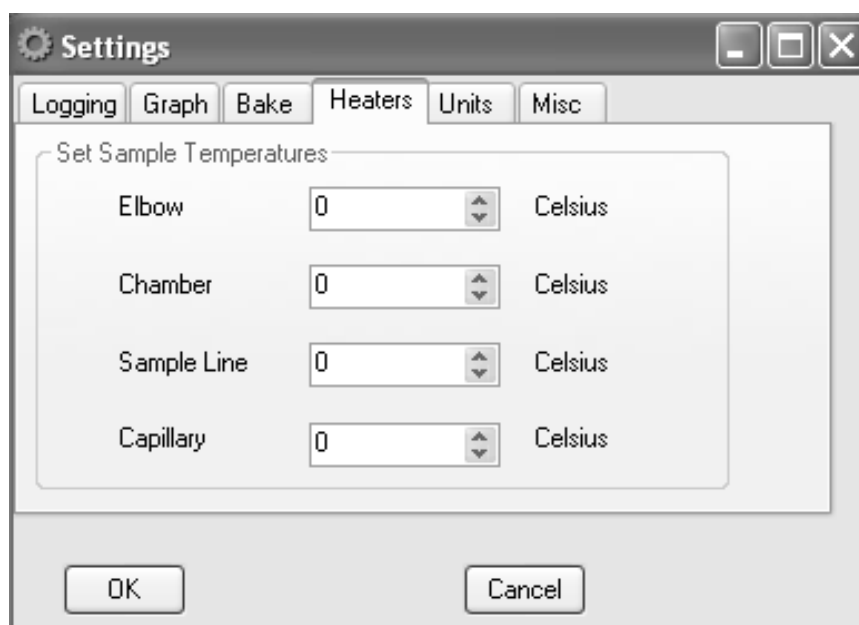 Settings
Logging Graph Bake Heaters Units Misc
Set Sample Temperatures
Elbow 0 Celsius
Chamber 0 Celsius
Sample Line 0 Celsius
Capillary 0 Celsius
OK Cancel